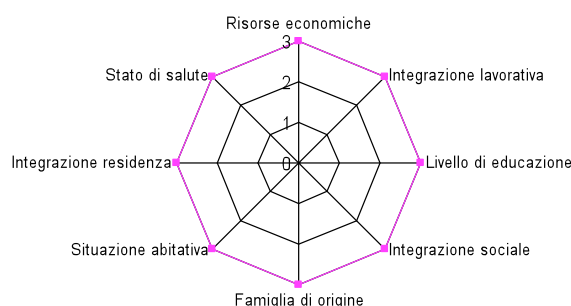 Risorse economiche
3
Stato di salute
Integrazione lavorativa
2
1
Integrazione residenza
0
Livello di educazione
Situazione abitativa
Integrazione sociale
Famiglia di origine